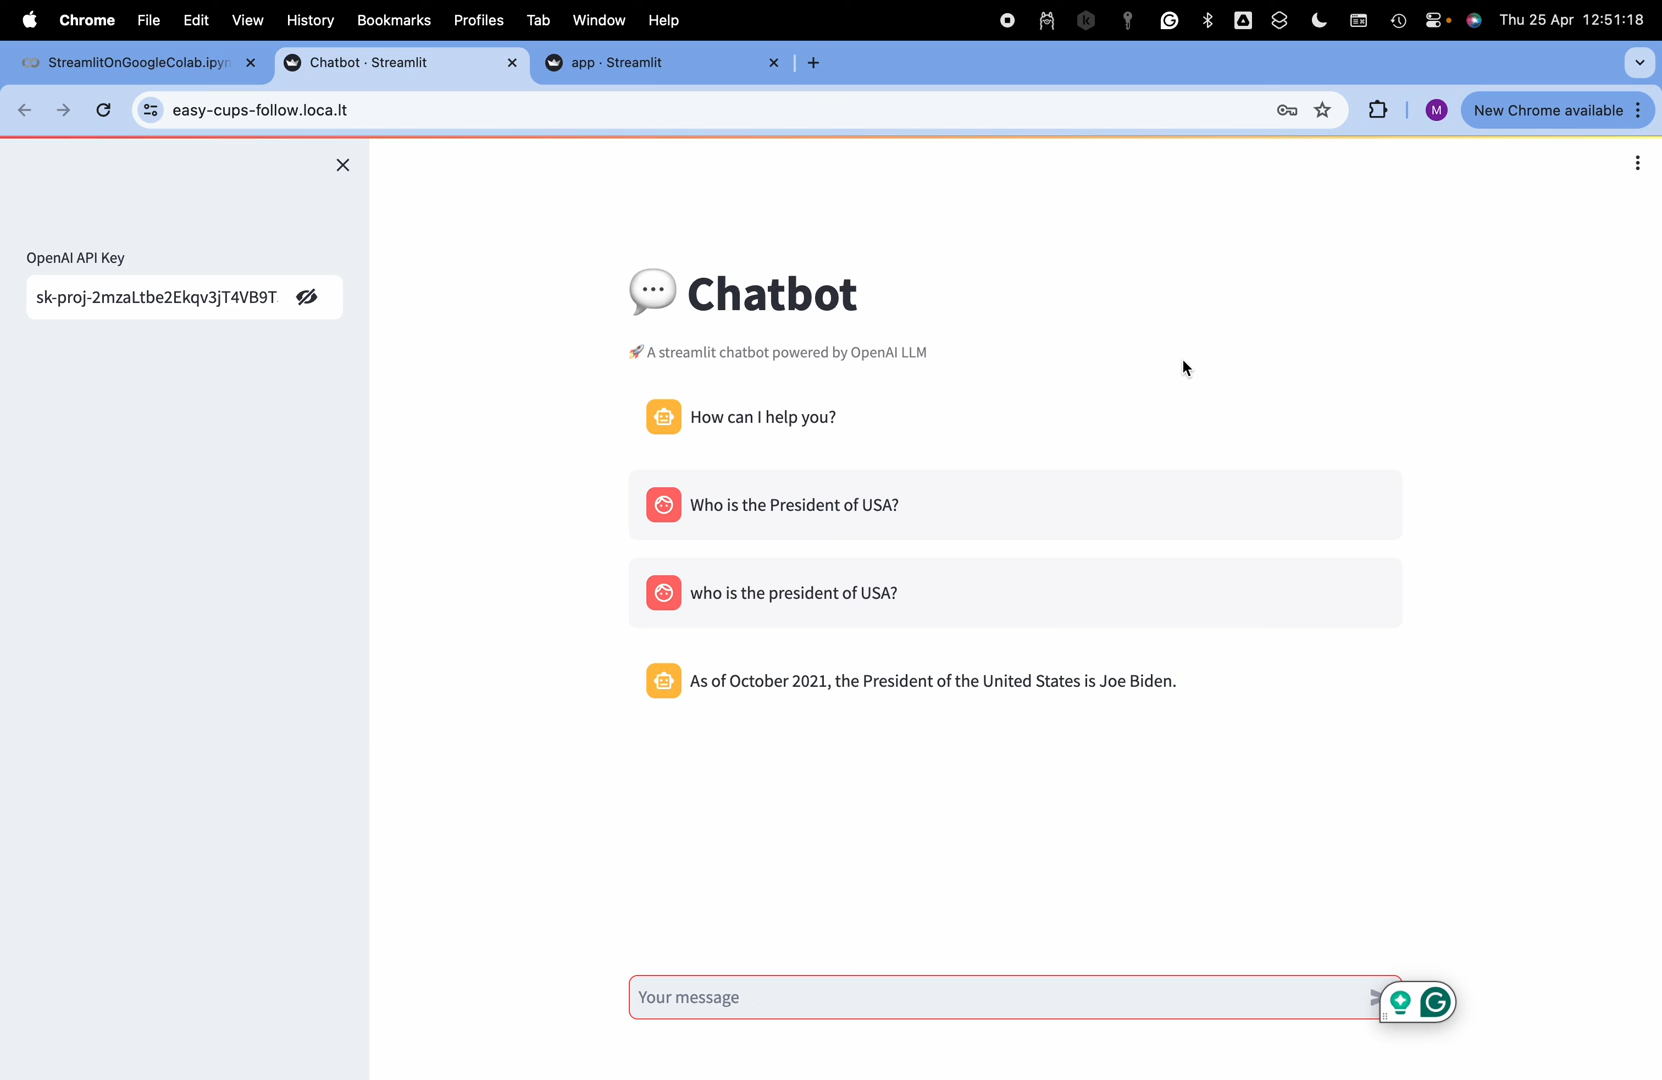 Chrome File Edit View History Bookmarks Profiles Tab Window Help Thu 25 Apr 12:51:18
StreamlitOnGoogleColab.ipyn Chatbot · Streamlit app · Streamlit
easy-cups-follow.loca.lt M New Chrome available
OpenAI API Key
sk-proj-2mzaLtbe2Ekqv3jT4VB9T
Chatbot
A streamlit chatbot powered by OpenAI LLM
How can I help you?
Who is the President of USA?
who is the president of USA?
As of October 2021, the President of the United States is Joe Biden.
Your message